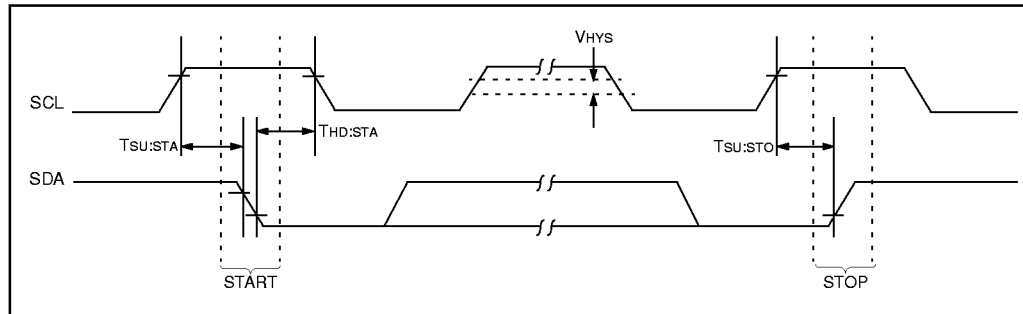 VHYS
SCL
THD:STA
TSU:STA
TSU:STO
SDA
START
STOP